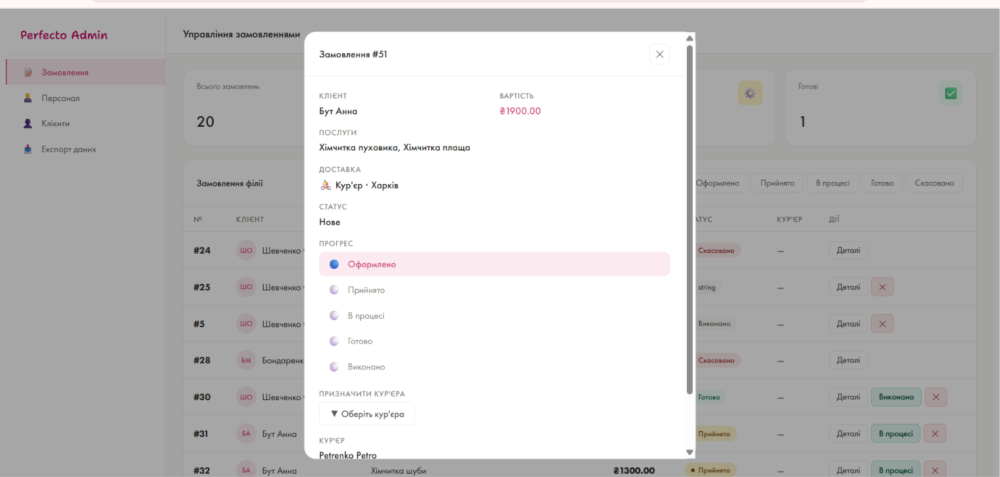 Perfecto Admin
Управління замовленнями
Замовлення
Персонал
Клієнти
Експорт даних
Всього замовлень
20
Готові
1
Замовлення філії
Оформлено Прийнято В процесі Готово Скасовано
№ КЛІЄНТ КУР'ЄР ДІЇ
#24 ШО Шевченко Скасовано — Деталі
#25 ШО Шевченко string — Деталі
#5 ШО Шевченко Виконано — Деталі
#28 БМ Скасовано — Деталі
#30 ШО Шевченко Готово — Деталі Виконано
#31 БА Бут Анна Прийнято — Деталі В процесі
#32 БА Бут Анна Хімчитка шуби ₴1300.00 Прийнято — Деталі В процесі
Замовлення #51
КЛІЄНТ ВАРТІСТЬ
Бут Анна ₴1900.00
ПОСЛУГИ
Хімчитка пуховика, Хімчитка плаща
ДОСТАВКА
Кур'єр · Харків
СТАТУС
Нове
ПРОГРЕС
Оформлено
Прийнято
В процесі
Готово
Виконано
ПРИЗНАЧИТИ КУР'ЄРА
▼ Оберіть кур'єра
КУР'ЄР
Petrenko Petro